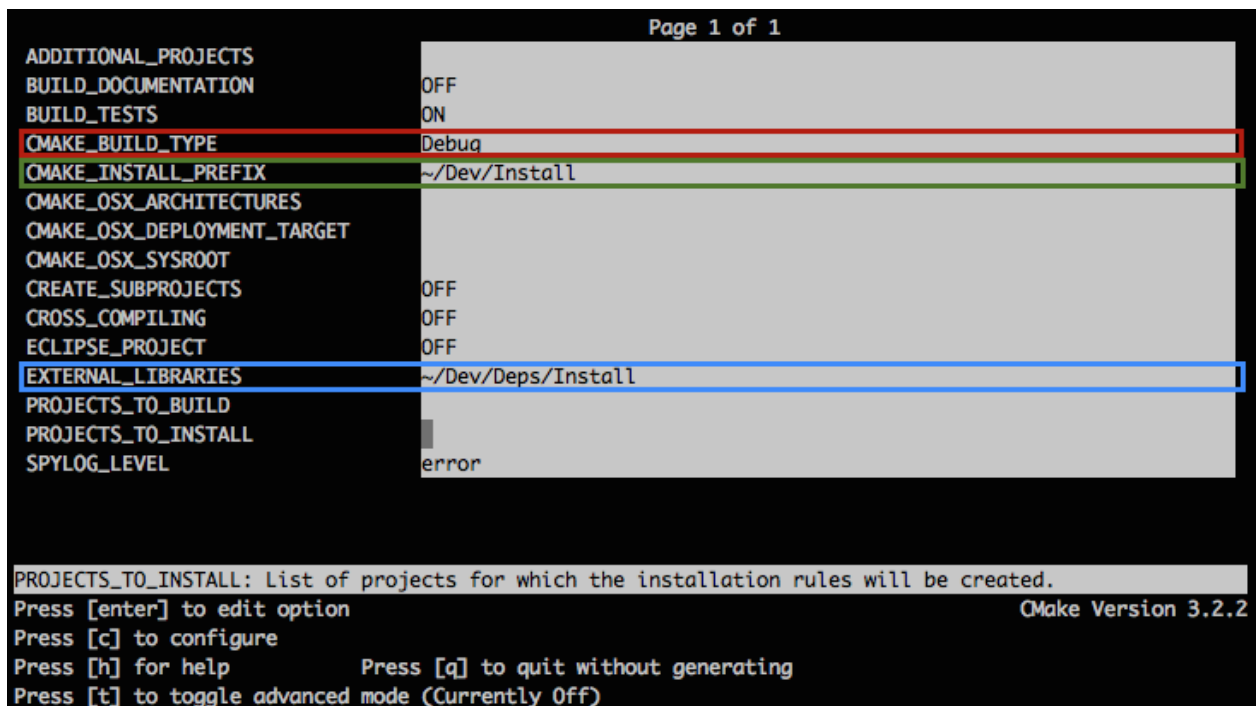 Page 1 of 1
ADDITIONAL_PROJECTS
BUILD_DOCUMENTATION OFF
BUILD_TESTS ON
CMAKE_BUILD_TYPE Debug
CMAKE_INSTALL_PREFIX ~/Dev/Install
CMAKE_OSX_ARCHITECTURES
CMAKE_OSX_DEPLOYMENT_TARGET
CMAKE_OSX_SYSROOT
CREATE_SUBPROJECTS OFF
CROSS_COMPILING OFF
ECLIPSE_PROJECT OFF
EXTERNAL_LIBRARIES ~/Dev/Deps/Install
PROJECTS_TO_BUILD
PROJECTS_TO_INSTALL
SPYLOG_LEVEL error
PROJECTS_TO_INSTALL: List of projects for which the installation rules will be created.
Press [enter] to edit option CMake Version 3.2.2
Press [c] to configure
Press [h] for help Press [q] to quit without generating
Press [t] to toggle advanced mode (Currently Off)